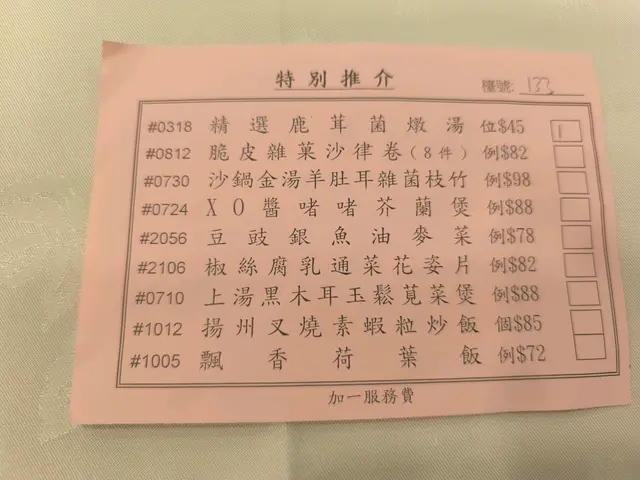 特別推介
檯號: 133
#0318 精選鹿茸菌燉湯 位$45 1
#0812 脆皮雜菓沙律卷(8件) 例$82
#0730 沙鍋金湯羊肚耳雜菌枝竹 例$98
#0724 XO醬啫啫芥蘭煲 例$88
#2056 豆豉銀魚油麥菜 例$78
#2106 椒絲腐乳通菜花姿片 例$82
#0710 上湯黑木耳玉鬆莧菜煲 例$88
#1012 揚州叉燒素蝦粒炒飯 個$85
#1005 飄香荷葉飯 例$72
加一服務費